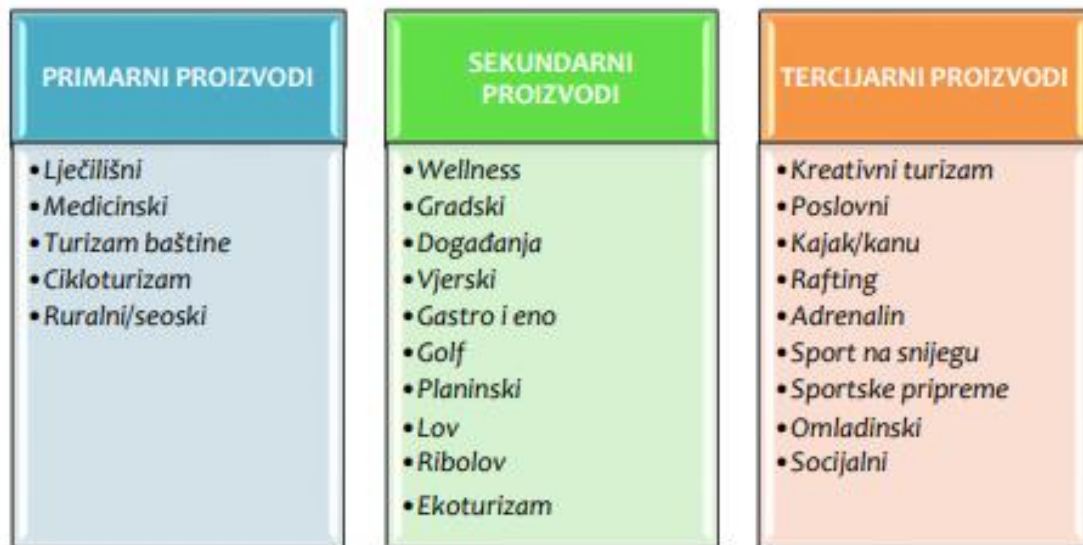 PRIMARNI PROIZVODI
•Lječilišni
•Medicinski
•Turizam baštine
•Cikloturizam
•Ruralni/seoski
SEKUNDARNI
PROIZVODI
•Wellness
•Gradski
•Događanja
•Vjerski
•Gastro i eno
•Golf
•Planinski
•Lov
•Ribolov
•Ekoturizam
TERCIJARNI PROIZVODI
•Kreativni turizam
•Poslovni
•Kajak/kanu
•Rafting
•Adrenalin
•Sport na snijegu
•Sportske pripreme
•Omladinski
•Socijalni